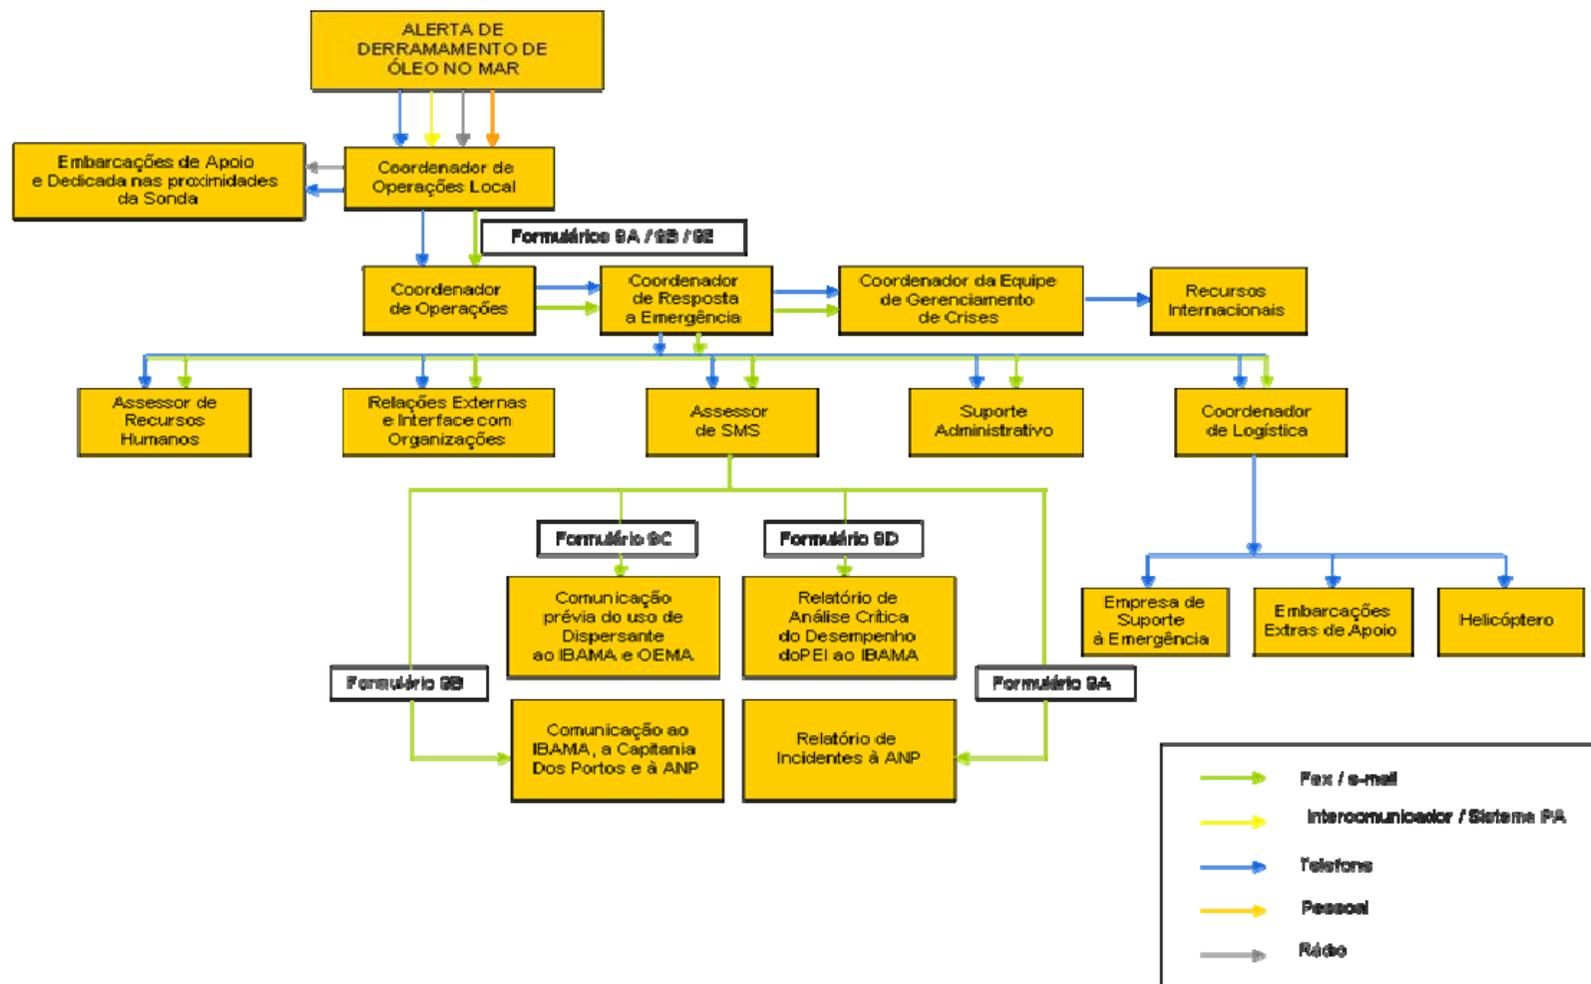 ALERTA DE
DERRAMAMENTO DE
ÓLEO NO MAR
Embarcações de Apoio
e Dedicada nas proximidades
da Sonda
Coordenador de
Operações Local
Formulários 9A / 9B / 9E
Coordenador
de Operações
Coordenador
de Resposta
a Emergência
Coordenador da Equipe
de Gerenciamento
de Crises
Recursos
Internacionais
Assessor de
Recursos
Humanos
Relações Externas
e Interface com
Organizações
Assessor
de SMS
Suporte
Administrativo
Coordenador
de Logística
Formulário 9C
Formulário 9D
Comunicação
prévia do uso de
Dispersante
ao IBAMA e OEMA
Relatório de
Análise Crítica
do Desempenho
doPEI ao IBAMA
Empresa de
Suporte
à Emergência
Embarcações
Extras de Apoio
Helicóptero
Formulário 9B
Formulário 9A
Comunicação ao
IBAMA, a Capitania
Dos Portos e à ANP
Relatório de
Incidentes à ANP
Fax / e-mail
Intercomunicador / Sistema PA
Telefone
Pessoal
Rádio